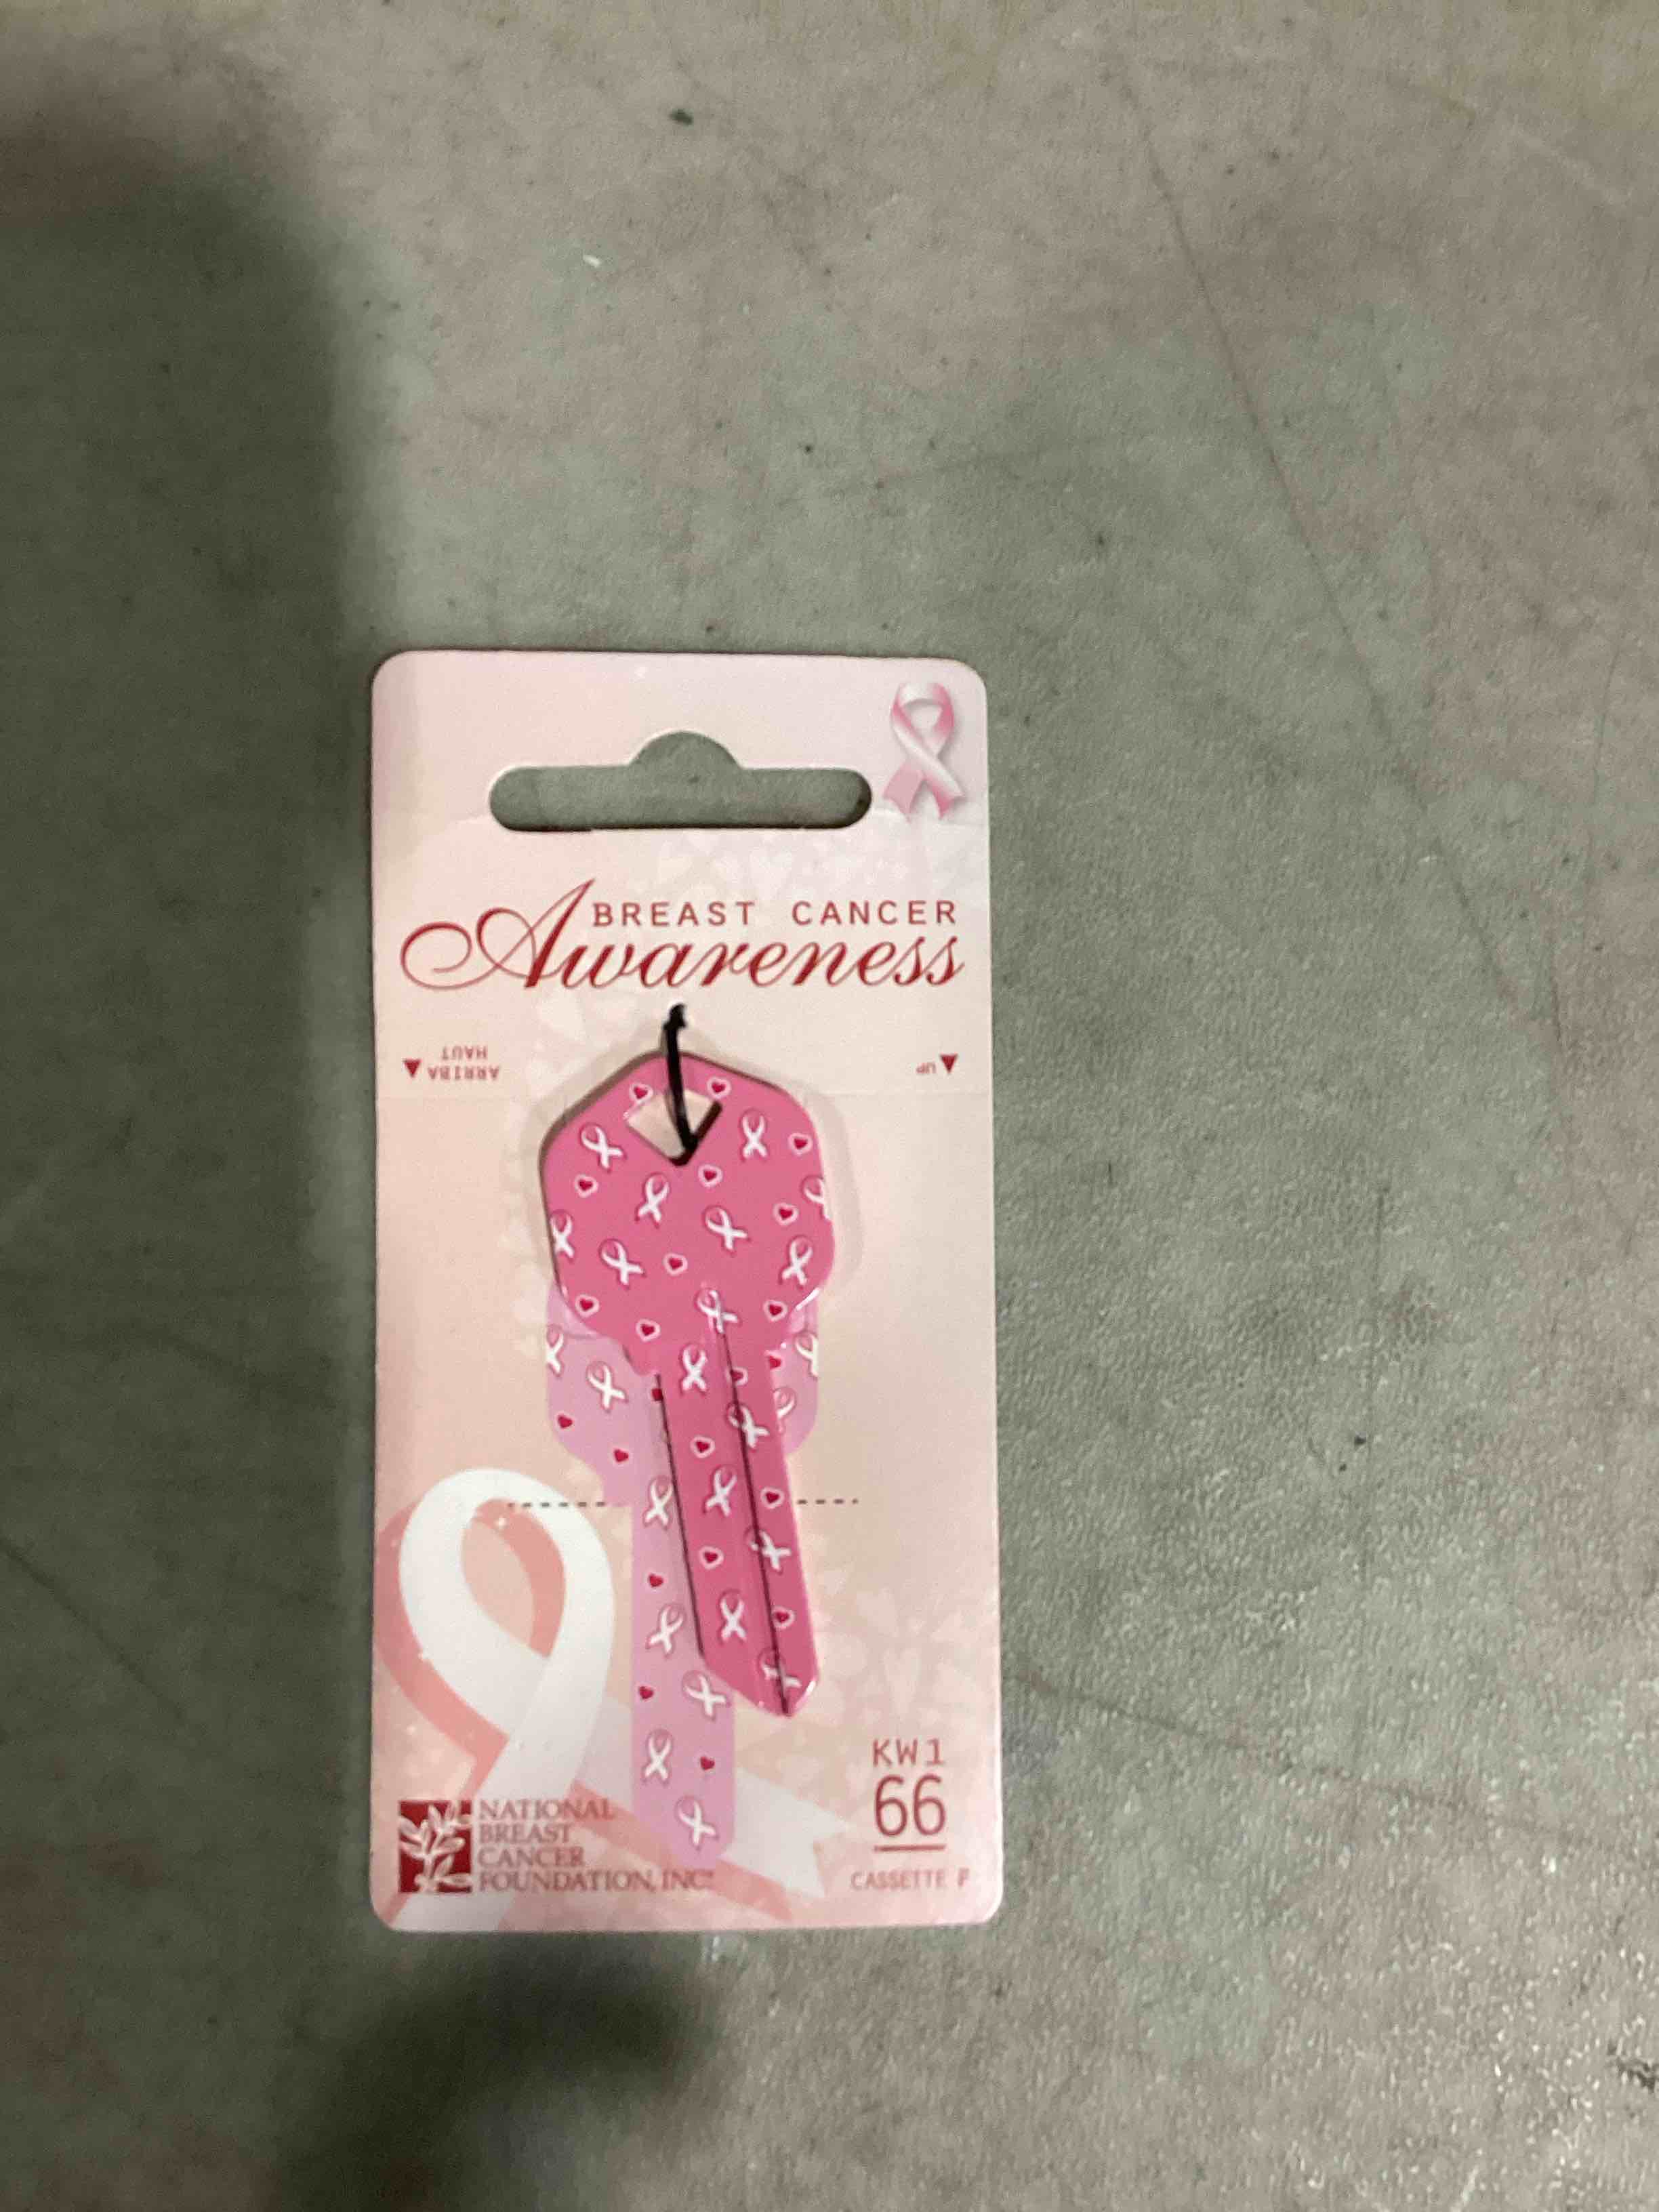 BREAST CANCER
Awareness
ARRIBA
HAUT
UP
KW1
66
CASSETTE P
NATIONAL
BREAST
CANCER
FOUNDATION, INC.